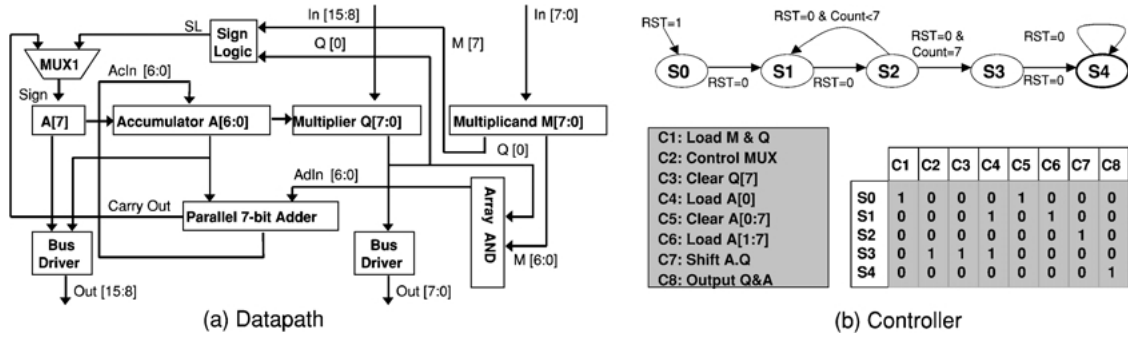 SL
Sign Logic
In [15:8]
Q [0]
M [7]
In [7:0]
MUX1
AcIn [6:0]
Sign
A[7]
Accumulator A[6:0]
Multiplier Q[7:0]
Multiplicand M[7:0]
Q [0]
AdIn [6:0]
Array AND
Carry Out
Parallel 7-bit Adder
Bus Driver
Bus Driver
M [6:0]
Out [15:8]
Out [7:0]
(a) Datapath
RST=1
RST=0 & Count<7
RST=0 & Count=7
RST=0
S0
S1
S2
S3
S4
RST=0
RST=0
RST=0
C1: Load M & Q
C2: Control MUX
C3: Clear Q[7]
C4: Load A[0]
C5: Clear A[0:7]
C6: Load A[1:7]
C7: Shift A.Q
C8: Output Q&A
C1 C2 C3 C4 C5 C6 C7 C8
S0 1 0 0 0 1 0 0 0
S1 0 0 0 1 0 1 0 0
S2 0 0 0 0 0 0 1 0
S3 0 1 1 1 0 0 0 0
S4 0 0 0 0 0 0 0 1
(b) Controller